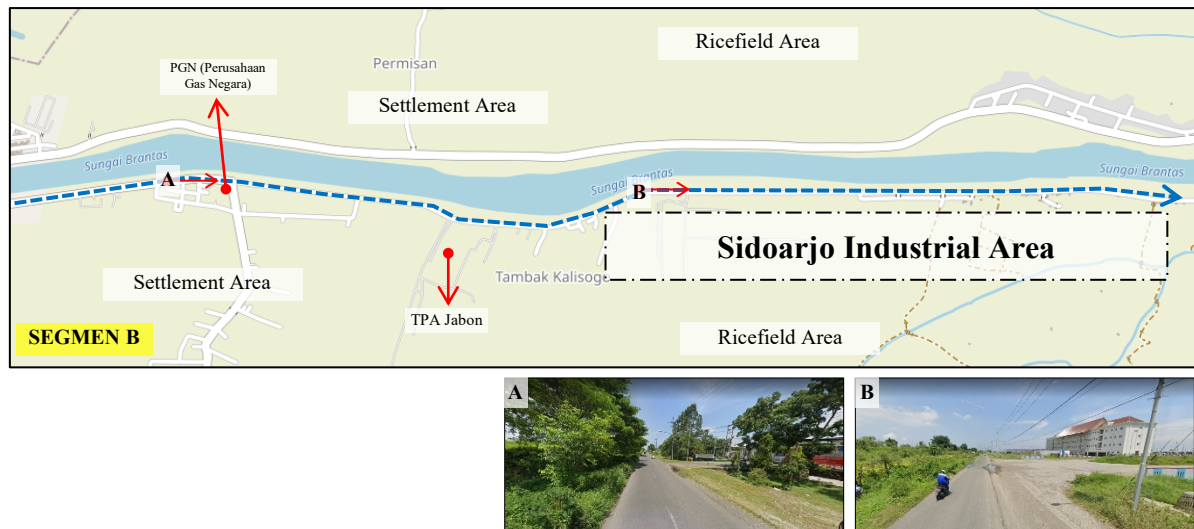 Ricefield Area
PGN (Perusahaan
Gas Negara)
Permisan
Settlement Area
Sungai Brantas
A
Sungai Brantas
B
Sungai Brantas
Sidoarjo Industrial Area
Settlement Area
Tambak Kalisogo
TPA Jabon
SEGMEN B
Ricefield Area
A
B